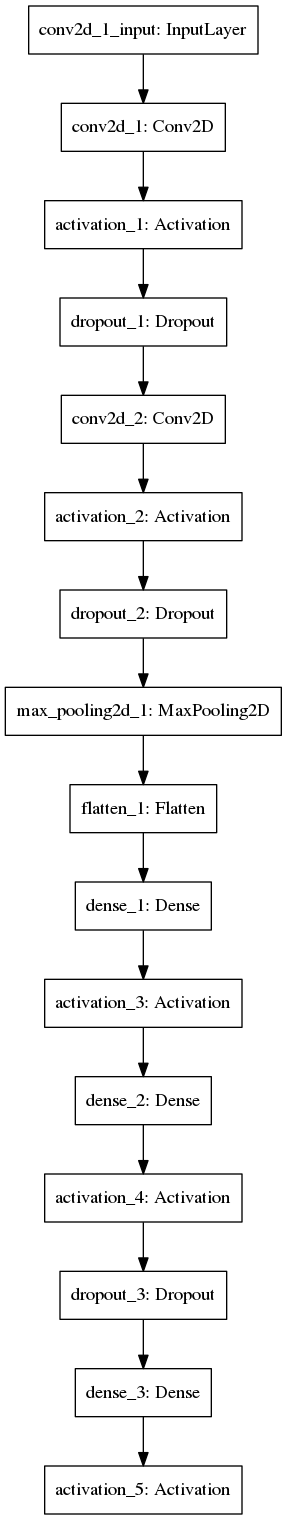 conv2d_1_input: InputLayer
conv2d_1: Conv2D
activation_1: Activation
dropout_1: Dropout
conv2d_2: Conv2D
activation_2: Activation
dropout_2: Dropout
max_pooling2d_1: MaxPooling2D
flatten_1: Flatten
dense_1: Dense
activation_3: Activation
dense_2: Dense
activation_4: Activation
dropout_3: Dropout
dense_3: Dense
activation_5: Activation